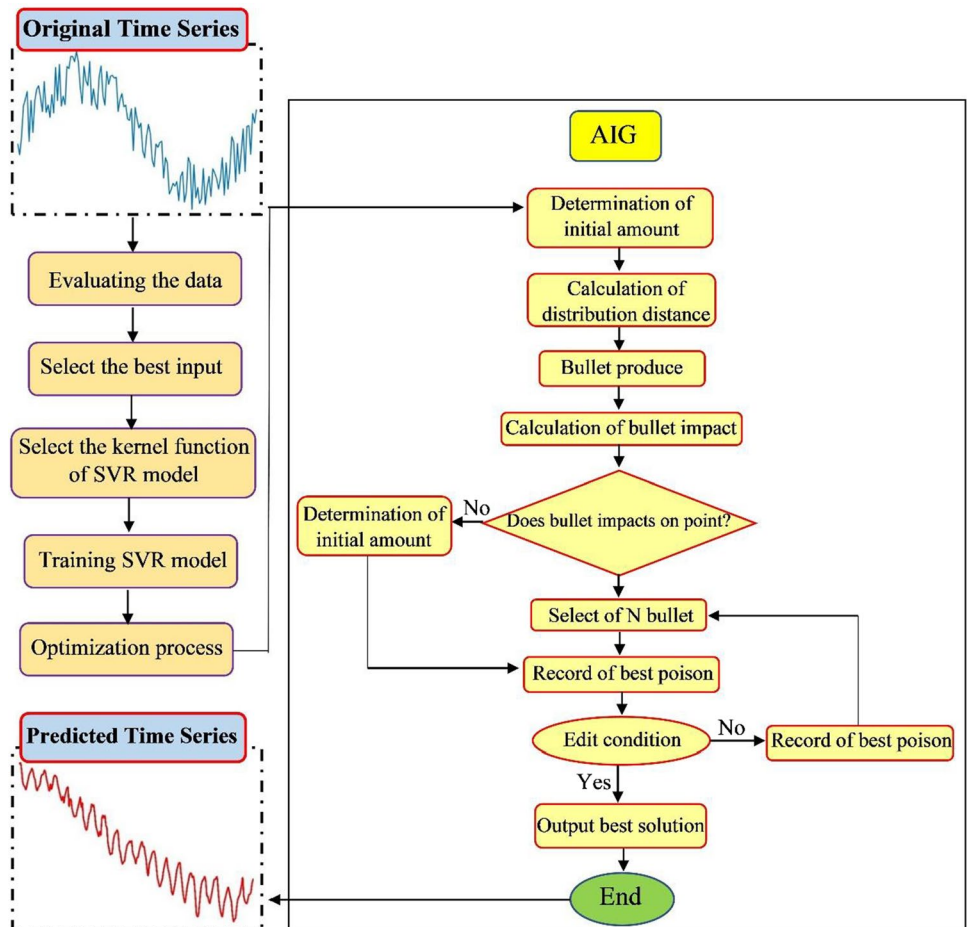 Original Time Series
Evaluating the data
Select the best input
Select the kernel function
of SVR model
Training SVR model
Optimization process
Predicted Time Series
AIG
Determination of
initial amount
Calculation of
distribution distance
Bullet produce
Calculation of bullet impact
Does bullet impacts on point?
No
Determination of
initial amount
Select of N bullet
Record of best poison
Edit condition
No
Record of best poison
Yes
Output best solution
End